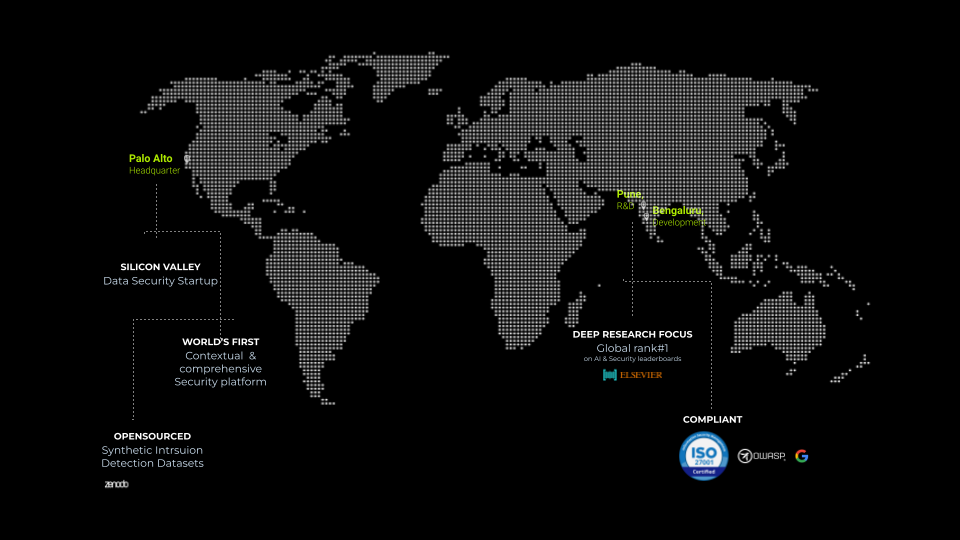 Palo Alto
Headquarter
Pune,
R&D
Bengaluru,
Development
SILICON VALLEY
Data Security Startup
WORLD'S FIRST
Contextual &
comprehensive
Security platform
OPENSOURCED
Synthetic Intrsuion
Detection Datasets
zenodo
DEEP RESEARCH FOCUS
Global rank#1
on AI & Security leaderboards
ELSEVIER
COMPLIANT
ISO
27001
Certified
OWASP
G